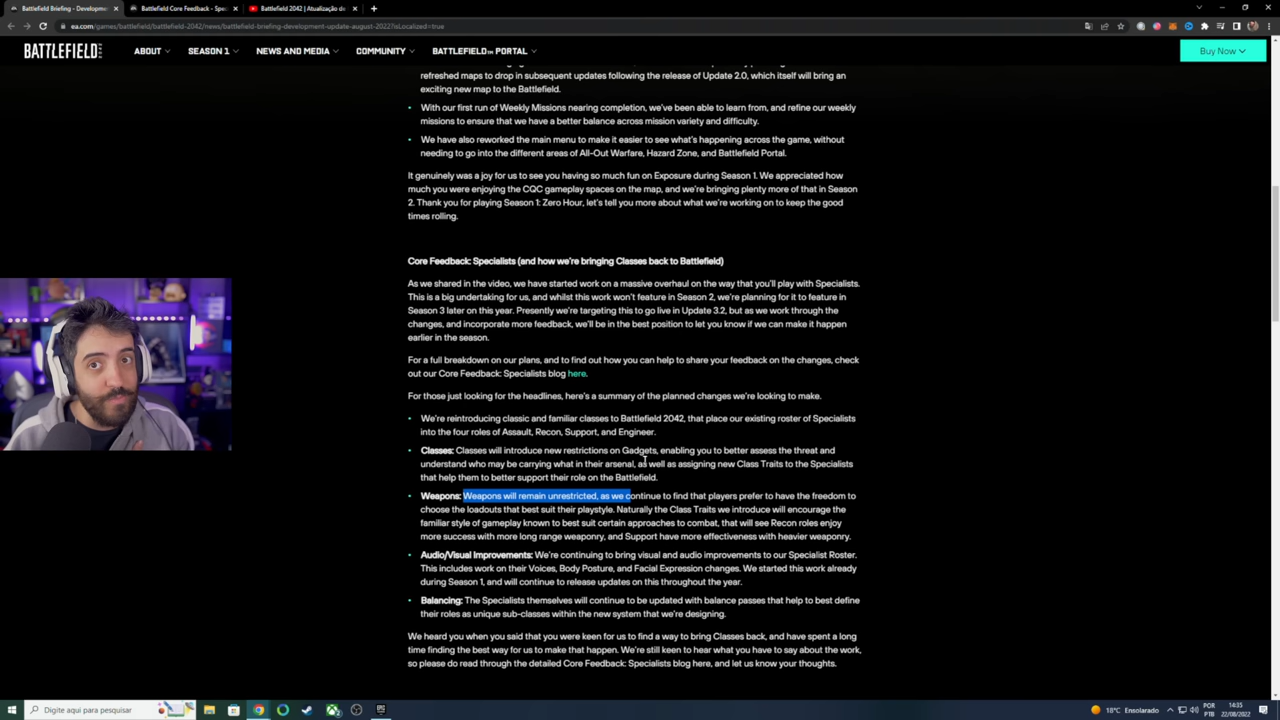 Battlefield Briefing - Developmen
Battlefield Core Feedback - Spec
Battlefield 2042 | Atualização de
ea.com/games/battlefield/battlefield-2042/news/battlefield-briefing-development-update-august-2022?isLocalized=true
BATTLEFIELD
ABOUT
SEASON 1
NEWS AND MEDIA
COMMUNITY
BATTLEFIELD™ PORTAL
Buy Now
refreshed maps to drop in subsequent updates following the release of Update 2.0, which itself will bring an
exciting new map to the Battlefield.
• With our first run of Weekly Missions nearing completion, we've been able to learn from, and refine our weekly
missions to ensure that we have a better balance across mission variety and difficulty.
• We have also reworked the main menu to make it easier to see what's happening across the game, without
needing to go into the different areas of All-Out Warfare, Hazard Zone, and Battlefield Portal.
It genuinely was a joy for us to see you having so much fun on Exposure during Season 1. We appreciated how
much you were enjoying the CQC gameplay spaces on the map, and we're bringing plenty more of that in Season
2. Thank you for playing Season 1: Zero Hour, let's tell you more about what we're working on to keep the good
times rolling.
Core Feedback: Specialists (and how we're bringing Classes back to Battlefield)
As we shared in the video, we have started work on a massive overhaul on the way that you'll play with Specialists.
This is a big undertaking for us, and whilst this work won't feature in Season 2, we're planning for it to feature in
Season 3 later on this year. Presently we're targeting this to go live in Update 3.2, but as we work through the
changes, and incorporate more feedback, we'll be in the best position to let you know if we can make it happen
earlier in the season.
For a full breakdown on our plans, and to find out how you can help to share your feedback on the changes, check
out our Core Feedback: Specialists blog here.
For those just looking for the headlines, here's a summary of the planned changes we're looking to make.
• We're reintroducing classic and familiar classes to Battlefield 2042, that place our existing roster of Specialists
into the four roles of Assault, Recon, Support, and Engineer.
• Classes: Classes will introduce new restrictions on Gadgets, enabling you to better assess the threat and
understand who may be carrying what in their arsenal, as well as assigning new Class Traits to the Specialists
that help them to better support their role on the Battlefield.
• Weapons: Weapons will remain unrestricted, as we continue to find that players prefer to have the freedom to
choose the loadouts that best suit their playstyle. Naturally the Class Traits we introduce will encourage the
familiar style of gameplay known to best suit certain approaches to combat, that will see Recon roles enjoy
more success with more long range weaponry, and Support have more effectiveness with heavier weaponry.
• Audio/Visual Improvements: We're continuing to bring visual and audio improvements to our Specialist Roster.
This includes work on their Voices, Body Posture, and Facial Expression changes. We started this work already
during Season 1, and will continue to release updates on this throughout the year.
• Balancing: The Specialists themselves will continue to be updated with balance passes that help to best define
their roles as unique sub-classes within the new system that we're designing.
We heard you when you said that you were keen for us to find a way to bring Classes back, and have spent a long
time finding the best way for us to make that happen. We're still keen to hear what you have to say about the work,
so please do read through the detailed Core Feedback: Specialists blog here, and let us know your thoughts.
Digite aqui para pesquisar
18°C Ensolarado
POR
PTB
14:35
22/08/2022